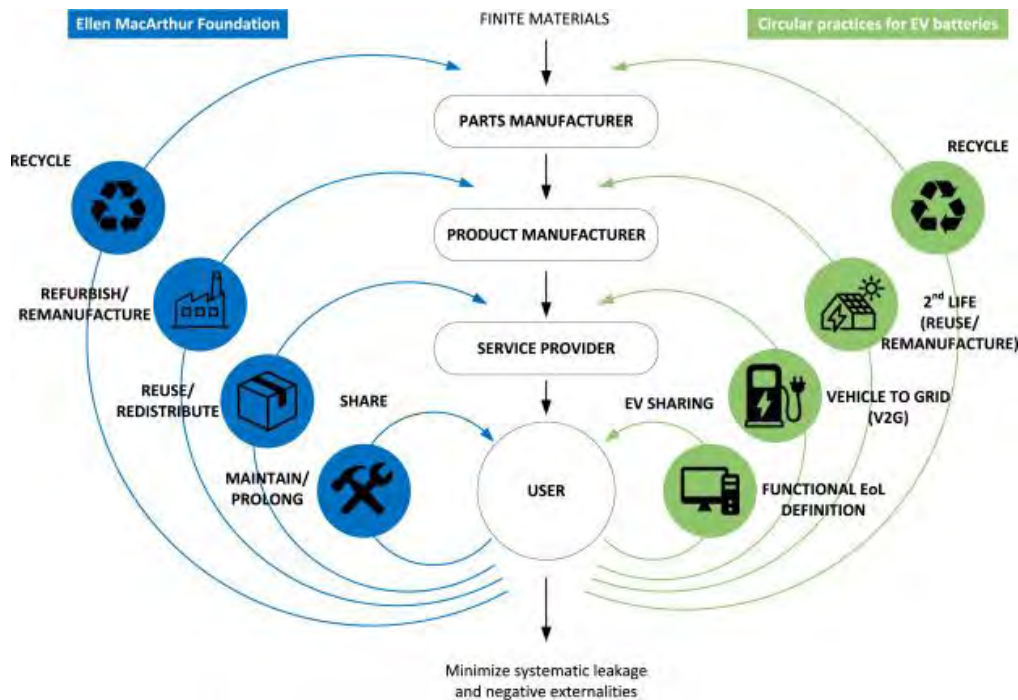 Ellen MacArthur Foundation
FINITE MATERIALS
Circular practices for EV batteries
PARTS MANUFACTURER
RECYCLE
RECYCLE
PRODUCT MANUFACTURER
REFURBISH/
REMANUFACTURE
2nd LIFE
(REUSE/
REMANUFACTURE)
SERVICE PROVIDER
REUSE/
REDISTRIBUTE
SHARE
EV SHARING
VEHICLE TO GRID
(V2G)
MAINTAIN/
PROLONG
USER
FUNCTIONAL EoL
DEFINITION
Minimize systematic leakage
and negative externalities